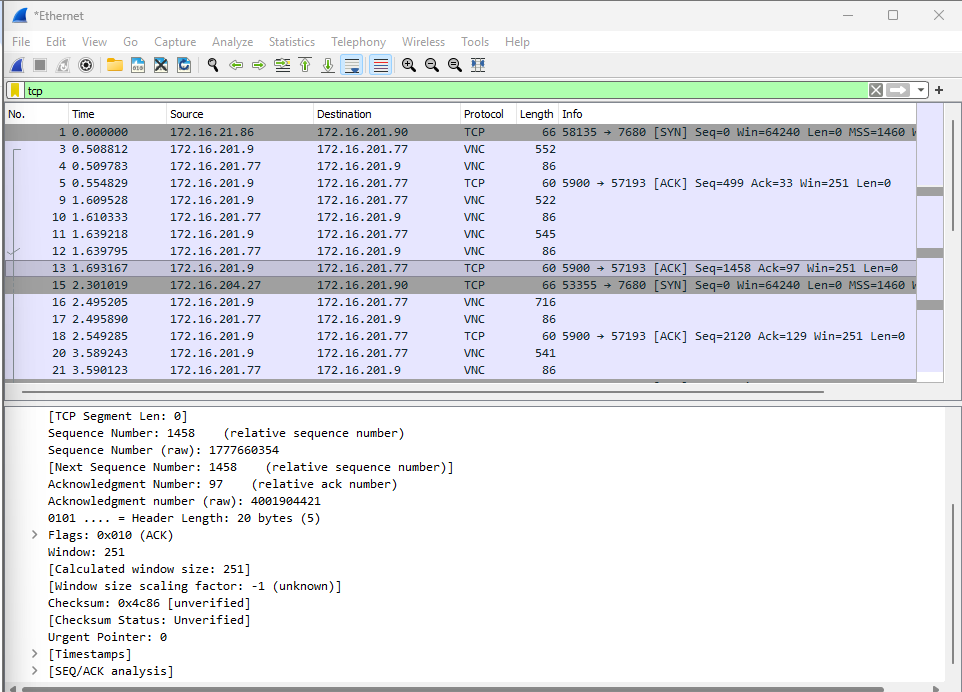 *Ethernet
File Edit View Go Capture Analyze Statistics Telephony Wireless Tools Help
tcp
No. Time Source Destination Protocol Length Info
1 0.000000 172.16.21.86 172.16.201.90 TCP 66 58135 → 7680 [SYN] Seq=0 Win=64240 Len=0 MSS=1460 W
3 0.508812 172.16.201.9 172.16.201.77 VNC 552
4 0.509783 172.16.201.77 172.16.201.9 VNC 86
5 0.554829 172.16.201.9 172.16.201.77 TCP 60 5900 → 57193 [ACK] Seq=499 Ack=33 Win=251 Len=0
9 1.609528 172.16.201.9 172.16.201.77 VNC 522
10 1.610333 172.16.201.77 172.16.201.9 VNC 86
11 1.639218 172.16.201.9 172.16.201.77 VNC 545
12 1.639795 172.16.201.77 172.16.201.9 VNC 86
13 1.693167 172.16.201.9 172.16.201.77 TCP 60 5900 → 57193 [ACK] Seq=1458 Ack=97 Win=251 Len=0
15 2.301019 172.16.204.27 172.16.201.90 TCP 66 53355 → 7680 [SYN] Seq=0 Win=64240 Len=0 MSS=1460 W
16 2.495205 172.16.201.9 172.16.201.77 VNC 716
17 2.495890 172.16.201.77 172.16.201.9 VNC 86
18 2.549285 172.16.201.9 172.16.201.77 TCP 60 5900 → 57193 [ACK] Seq=2120 Ack=129 Win=251 Len=0
20 3.589243 172.16.201.9 172.16.201.77 VNC 541
21 3.590123 172.16.201.77 172.16.201.9 VNC 86
[TCP Segment Len: 0]
Sequence Number: 1458 (relative sequence number)
Sequence Number (raw): 1777660354
[Next Sequence Number: 1458 (relative sequence number)]
Acknowledgment Number: 97 (relative ack number)
Acknowledgment number (raw): 4001904421
0101 .... = Header Length: 20 bytes (5)
Flags: 0x010 (ACK)
Window: 251
[Calculated window size: 251]
[Window size scaling factor: -1 (unknown)]
Checksum: 0x4c86 [unverified]
[Checksum Status: Unverified]
Urgent Pointer: 0
[Timestamps]
[SEQ/ACK analysis]